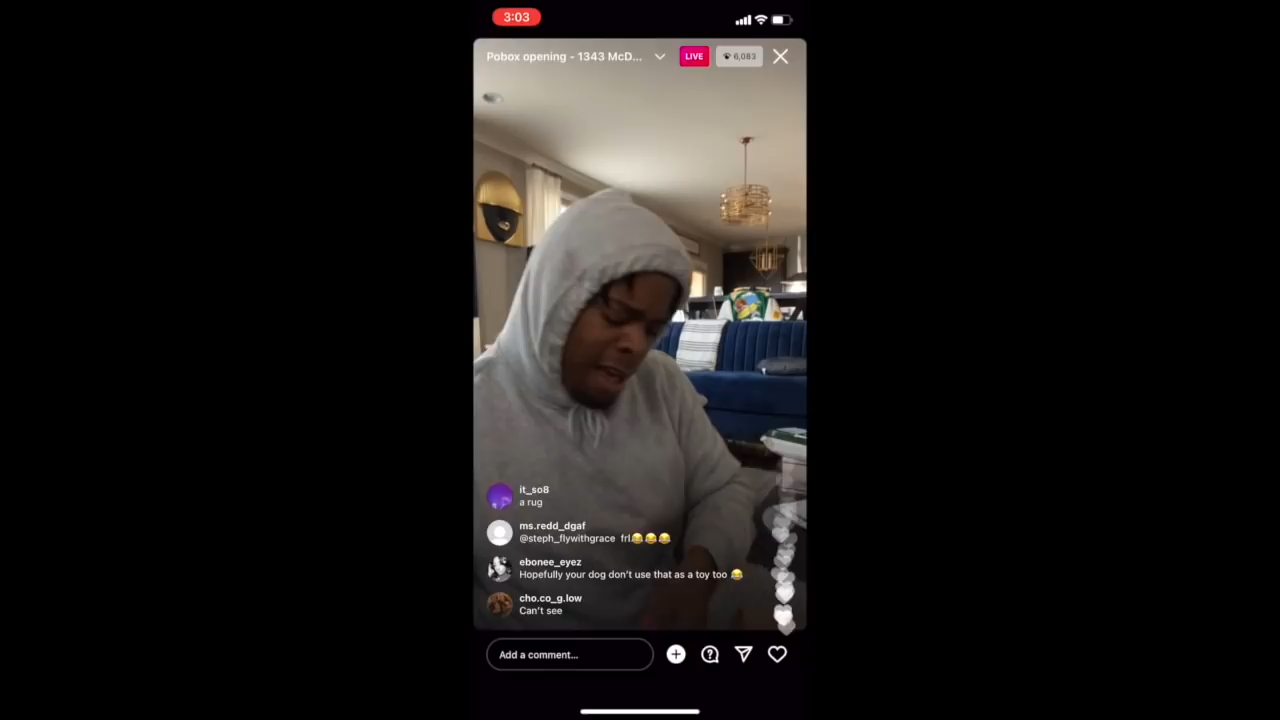 3:03
Pobox opening - 1343 McD...
LIVE
6,083
it_so8
a rug
ms.redd_dgaf
@steph_flywithgrace frl😂😂😂
ebonee_eyez
Hopefully your dog don't use that as a toy too 😂
cho.co_g.low
Can't see
Add a comment...